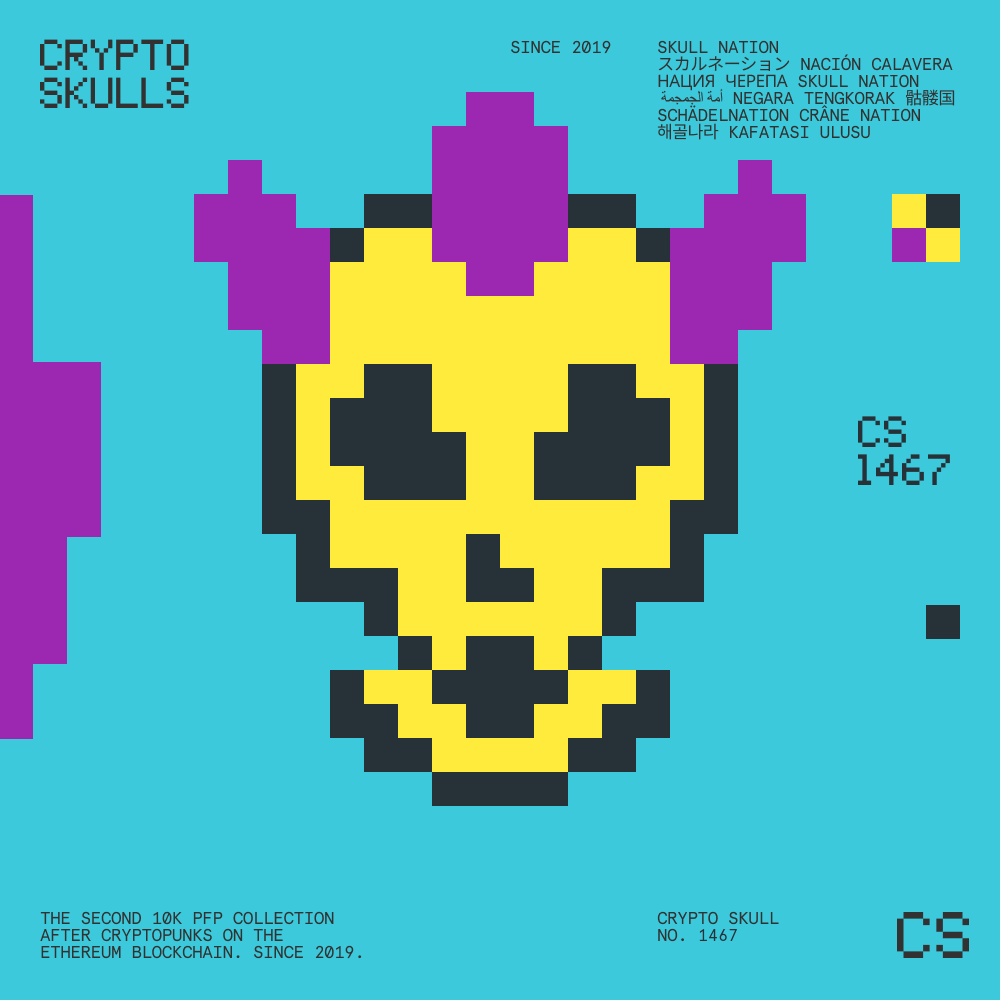 CRYPTO
SKULLS
SINCE 2019
SKULL NATION
スカルネーション NACIÓN CALAVERA
НАЦИЯ ЧЕРЕПА SKULL NATION
أمة الجمجمة NEGARA TENGKORAK 骷髅国
SCHÄDELNATION CRÂNE NATION
해골나라 KAFATASI ULUSU
CS
1467
THE SECOND 10K PFP COLLECTION
AFTER CRYPTOPUNKS ON THE
ETHEREUM BLOCKCHAIN. SINCE 2019.
CRYPTO SKULL
NO. 1467
CS